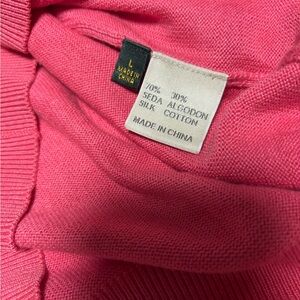 L
MADE IN
CHINA
70% 30%
SEDA ALGODON
SILK COTTON
MADE IN CHINA